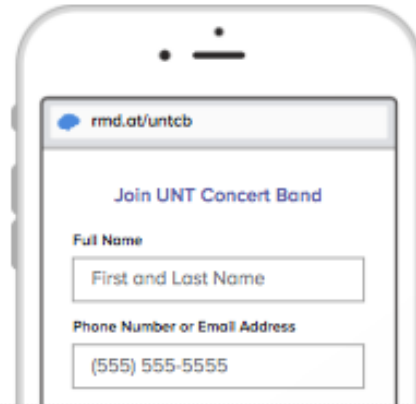 rmd.at/untcb
Join UNT Concert Band
Full Name
First and Last Name
Phone Number or Email Address
(555) 555-5555